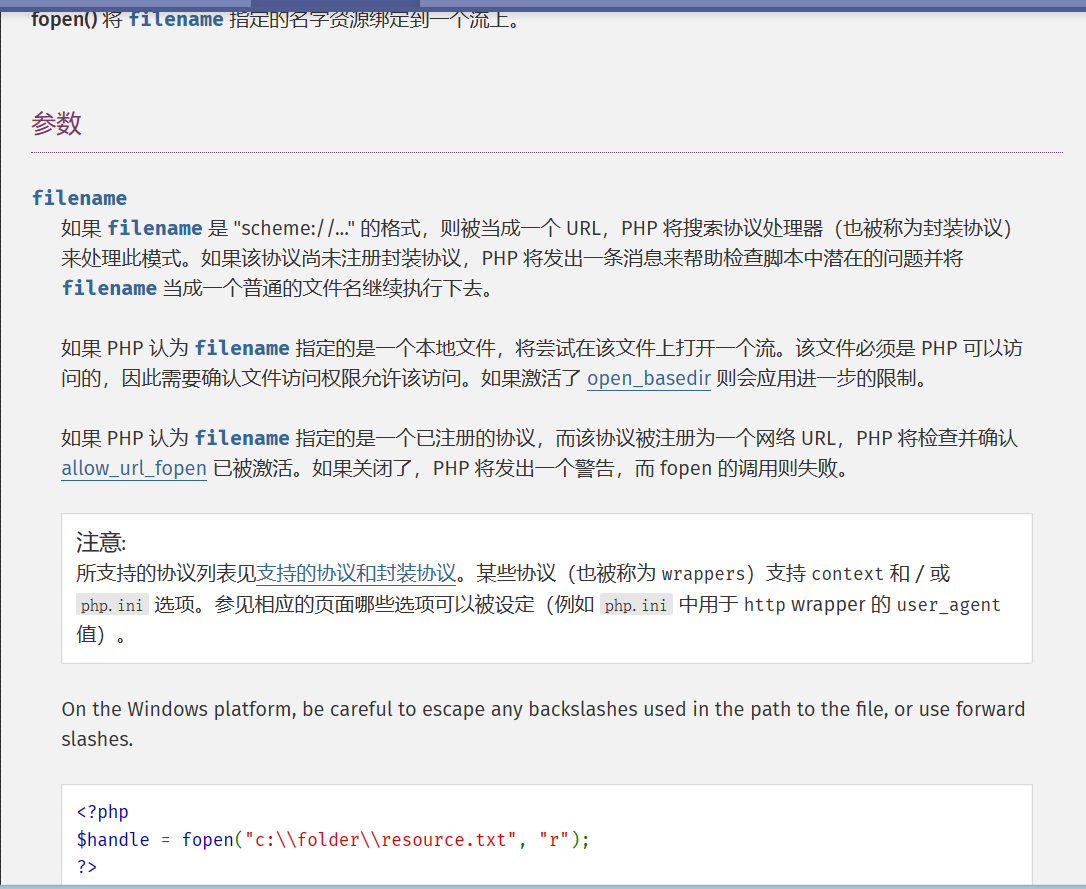 fopen() 将 filename 指定的名字资源绑定到一个流上。
参数
filename
如果 filename 是 "scheme://..." 的格式，则被当成一个 URL，PHP 将搜索协议处理器（也被称为封装协议）
来处理此模式。如果该协议尚未注册封装协议，PHP 将发出一条消息来帮助检查脚本中潜在的问题并将
filename 当成一个普通的文件名继续执行下去。
如果 PHP 认为 filename 指定的是一个本地文件，将尝试在该文件上打开一个流。该文件必须是 PHP 可以访
问的，因此需要确认文件访问权限允许该访问。如果激活了 open_basedir 则会应用进一步的限制。
如果 PHP 认为 filename 指定的是一个已注册的协议，而该协议被注册为一个网络 URL，PHP 将检查并确认
allow_url_fopen 已被激活。如果关闭了，PHP 将发出一个警告，而 fopen 的调用则失败。
注意:
所支持的协议列表见支持的协议和封装协议。某些协议（也被称为 wrappers）支持 context 和 / 或
php.ini 选项。参见相应的页面哪些选项可以被设定（例如 php.ini 中用于 http wrapper 的 user_agent
值）。
On the Windows platform, be careful to escape any backslashes used in the path to the file, or use forward
slashes.
<?php
$handle = fopen("c:\\folder\\resource.txt", "r");
?>